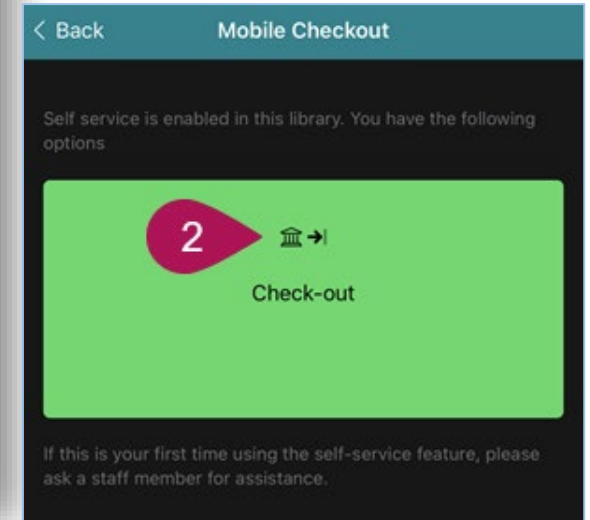 < Back Mobile Checkout
Self service is enabled in this library. You have the following
options
2
Check-out
If this is your first time using the self-service feature, please
ask a staff member for assistance.